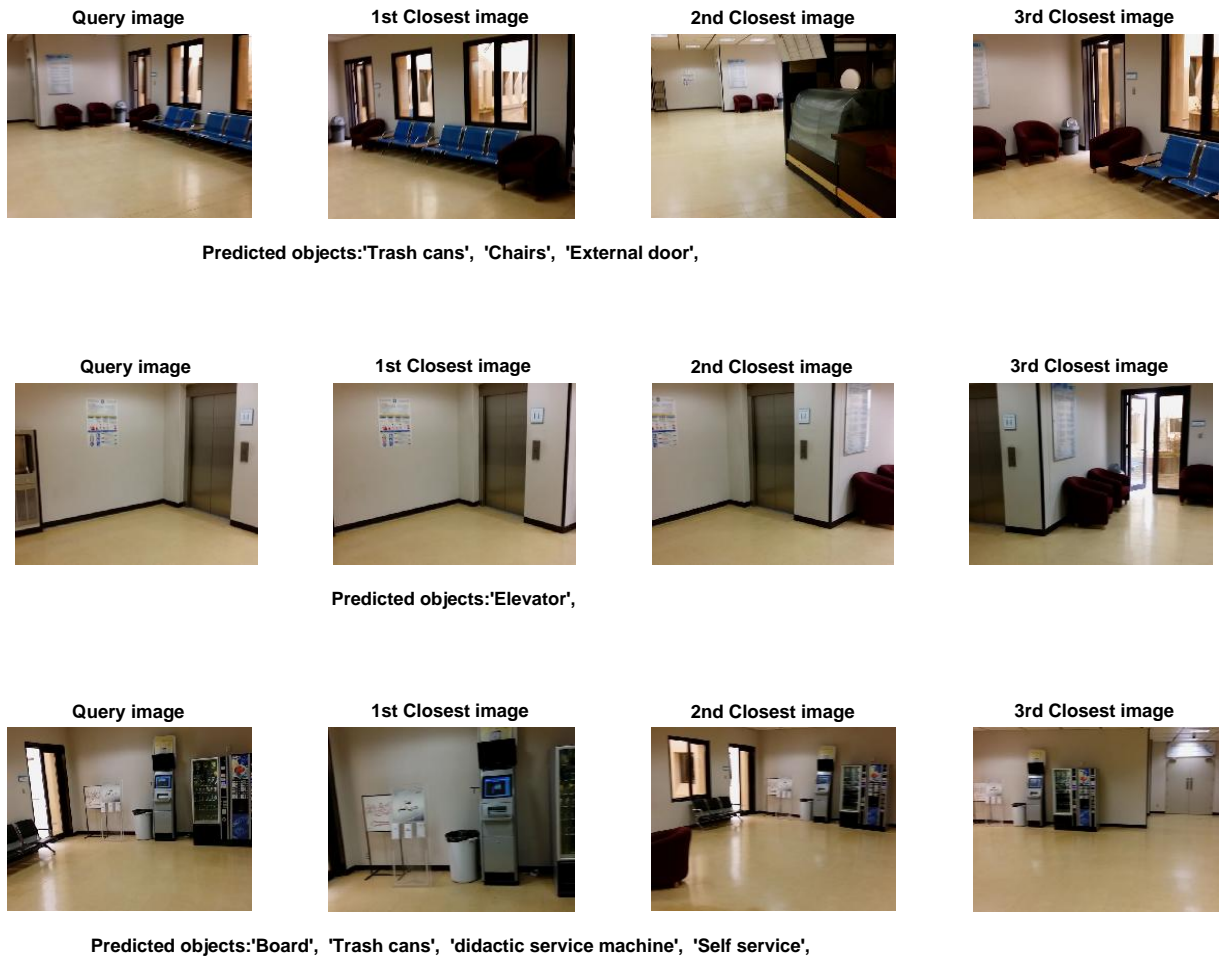 Query image 1st Closest image 2nd Closest image 3rd Closest image
Predicted objects:'Trash cans', 'Chairs', 'External door',
Query image 1st Closest image 2nd Closest image 3rd Closest image
Predicted objects:'Elevator',
Query image 1st Closest image 2nd Closest image 3rd Closest image
Predicted objects:'Board', 'Trash cans', 'didactic service machine', 'Self service',